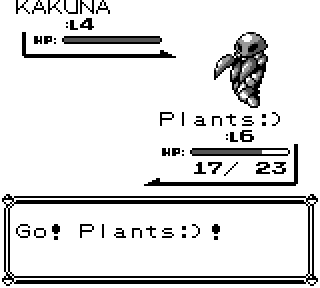 KAKUNA
:L4
HP:
Plants:)
:L6
HP:
17/ 23
Go! Plants:)!